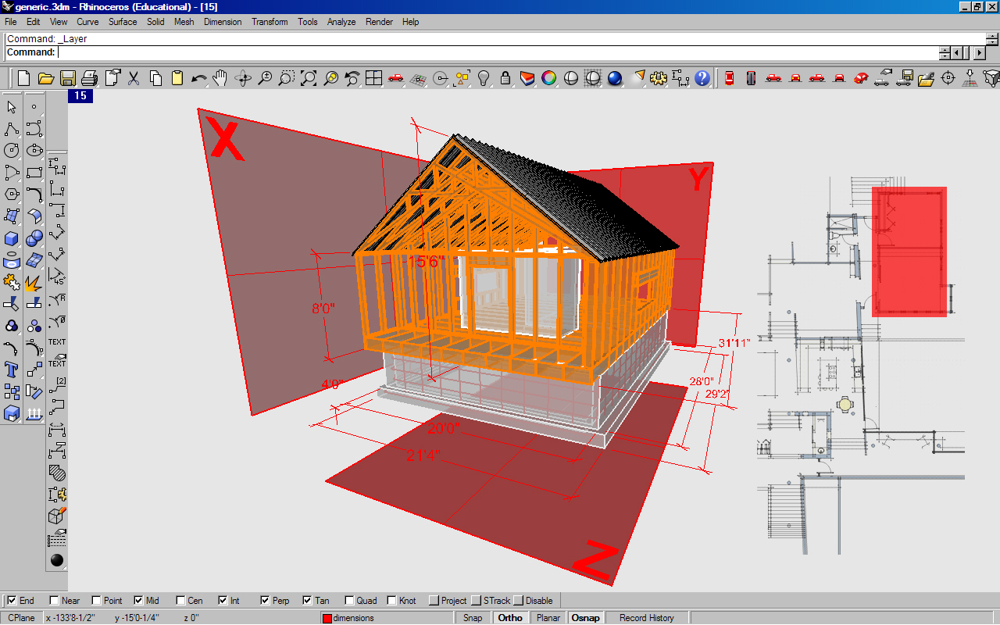 generic.3dm - Rhinoceros (Educational) - [15]
File Edit View Curve Surface Solid Mesh Dimension Transform Tools Analyze Render Help
Command: _Layer
Command:
15
X
Y
15'6"
8'0"
31'11"
4'0"
28'0"
29'2"
20'0"
21'4"
Z
45
R
TEXT
TEXT
[2]
T
End Near Point Mid Cen Int Perp Tan Quad Knot Project STrack Disable
CPlane x -133'8-1/2" y -15'0-1/4" z 0" dimensions Snap Ortho Planar Osnap Record History